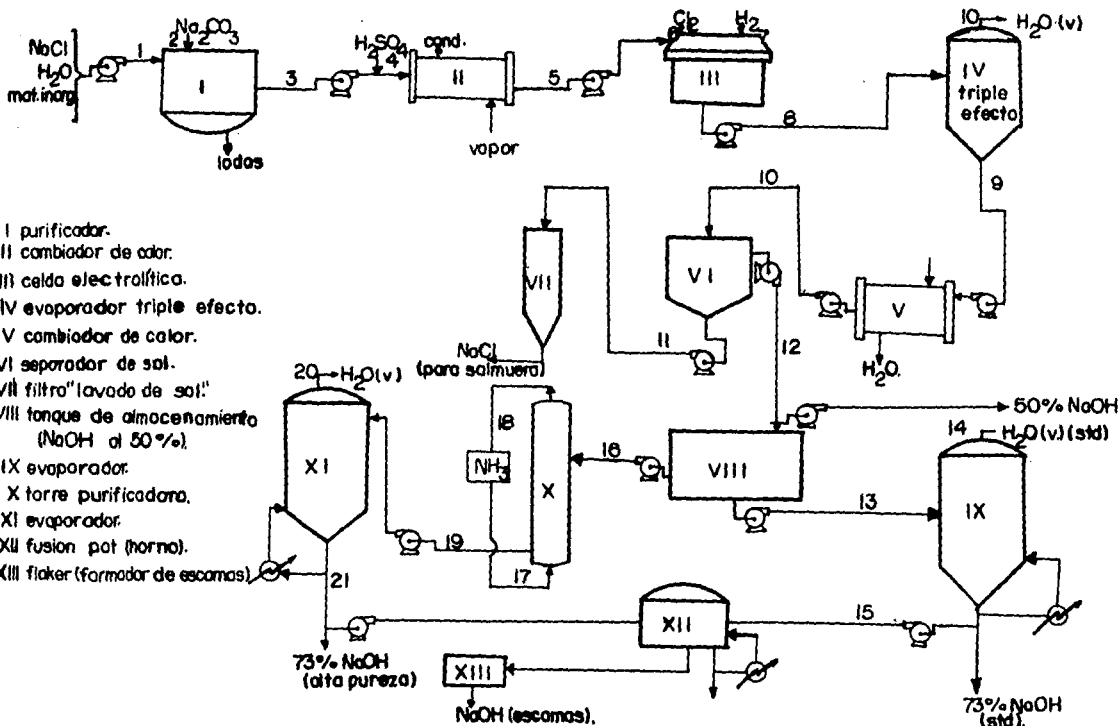 NaCl
H₂O
mat.inorg.
1
2
Na₂CO₃
I
lodos
3
H₂SO₄
4
cond.
II
vapor
5
Cl₂
H₂
III
8
10
H₂O(v)
IV
triple
efecto
9
I purificador.
II cambiador de calor.
III celda electrolítica.
IV evaporador triple efecto.
V cambiador de calor.
VI separador de sal.
VII filtro "lavado de sal."
VIII tanque de almacenamiento
(NaOH al 50%).
IX evaporador.
X torre purificadora.
XI evaporador.
XII fusion pot (horno).
XIII flaker (formador de escamas)
VII
NaCl
(para salmuera)
11
VI
10
12
V
H₂O.
50% NaOH
20
H₂O(v)
XI
18
NH₃
X
16
VIII
13
14
H₂O(v)(std)
IX
19
17
21
XII
15
73% NaOH
(alta pureza)
XIII
NaOH (escamas).
73% NaOH
(std).